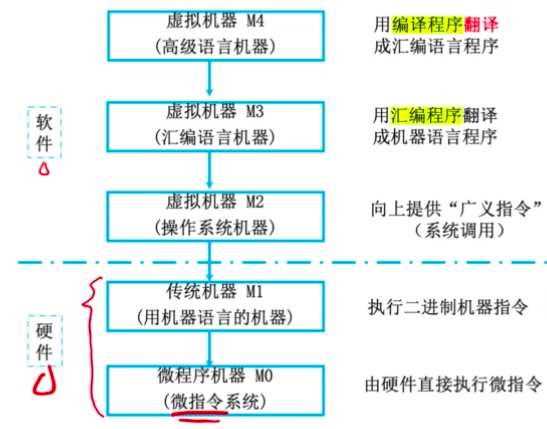 虚拟机器 M4
(高级语言机器)
用编译程序翻译
成汇编语言程序
软
件
虚拟机器 M3
(汇编语言机器)
用汇编程序翻译
成机器语言程序
虚拟机器 M2
(操作系统机器)
向上提供“广义指令”
（系统调用）
硬
件
传统机器 M1
(用机器语言的机器)
执行二进制机器指令
微程序机器 M0
(微指令系统)
由硬件直接执行微指令